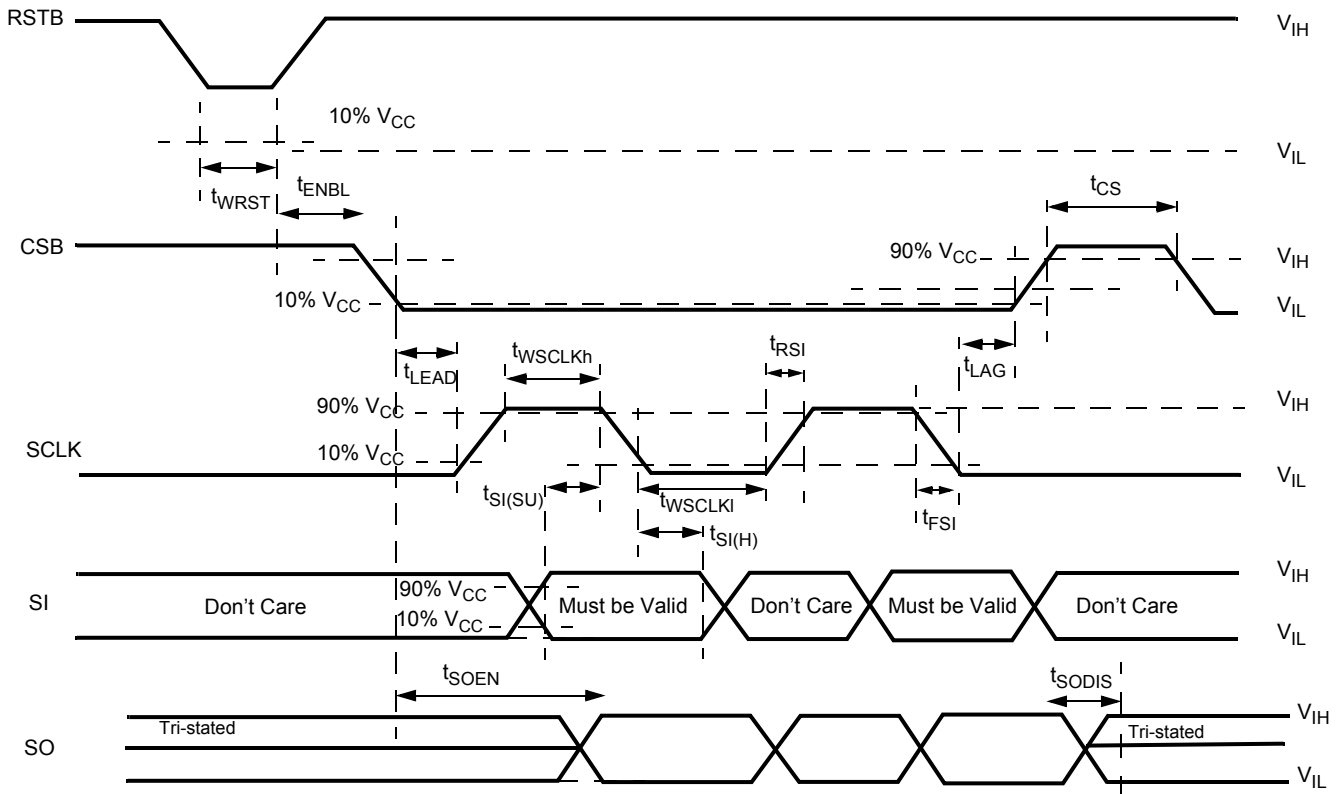 RSTB
VIH
10% VCC
VIL
tWRST
tENBL
tCS
CSB
90% VCC
VIH
10% VCC
VIL
tLEAD
tWSCLKh
tRSI
tLAG
90% VCC
VIH
SCLK
10% VCC
VIL
tSI(SU)
tWSCLKl
tFSI
tSI(H)
SI
Don't Care
90% VCC
10% VCC
Must be Valid
Don't Care
Must be Valid
Don't Care
VIH
VIL
tSOEN
tSODIS
VIH
SO
Tri-stated
Tri-stated
VIL